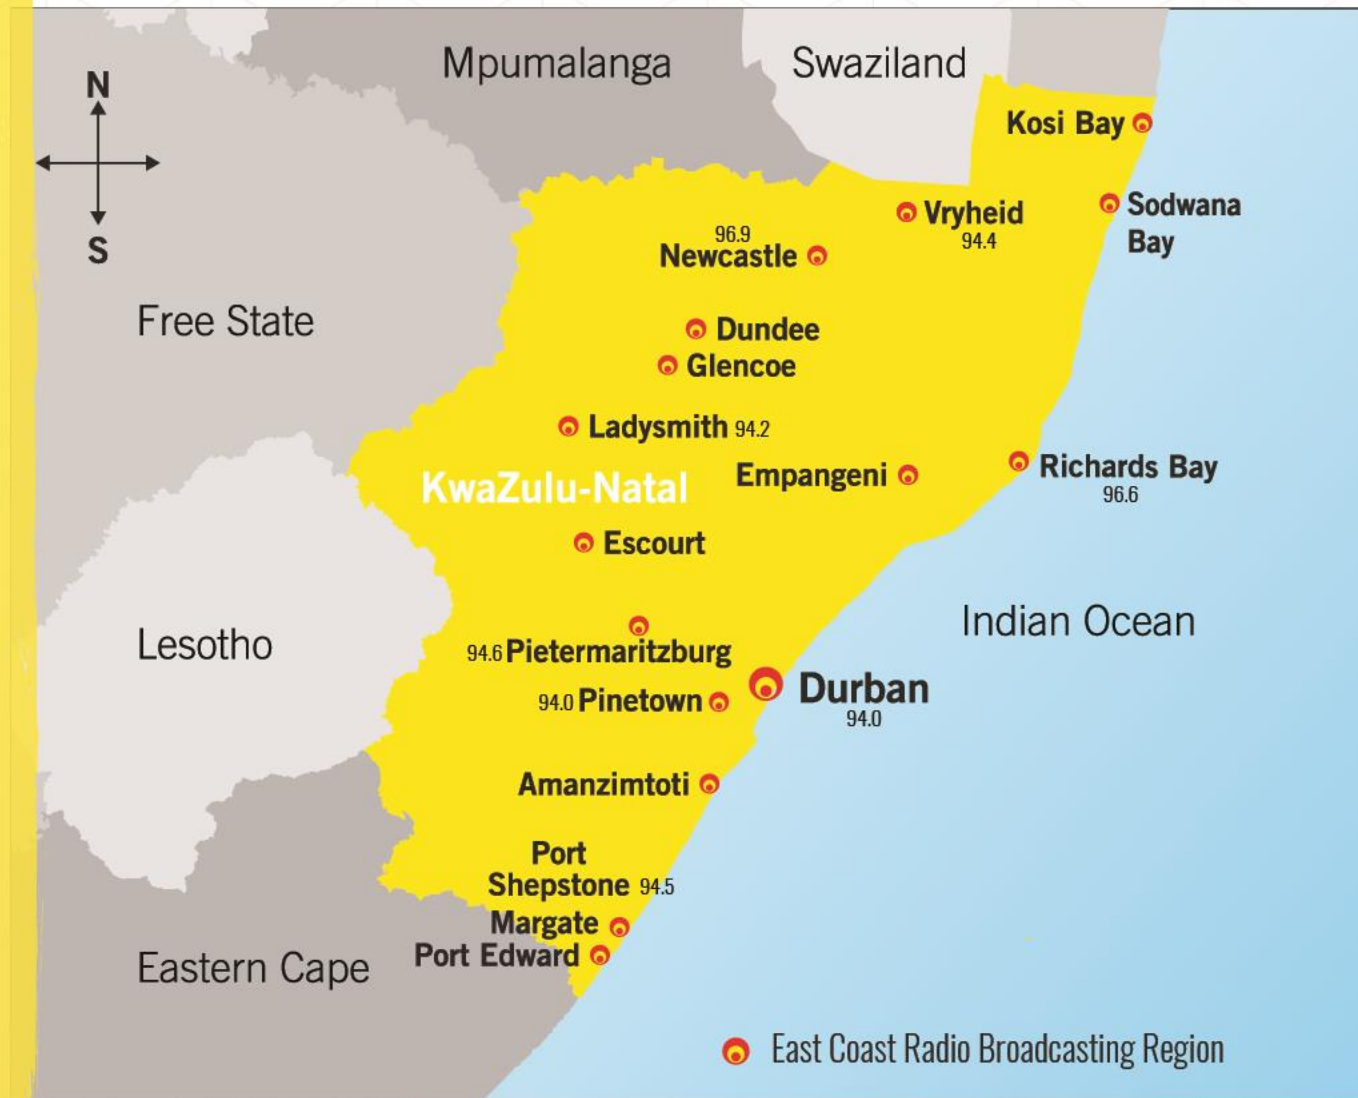 Mpumalanga
Swaziland
N
S
Kosi Bay
Sodwana
Bay
Vryheid
94.4
96.9
Newcastle
Free State
Dundee
Glencoe
Ladysmith 94.2
KwaZulu-Natal
Empangeni
Richards Bay
96.6
Escourt
Indian Ocean
Lesotho
94.6 Pietermaritzburg
94.0 Pinetown
Durban
94.0
Amanzimtoti
Port
Shepstone 94.5
Margate
Port Edward
Eastern Cape
East Coast Radio Broadcasting Region